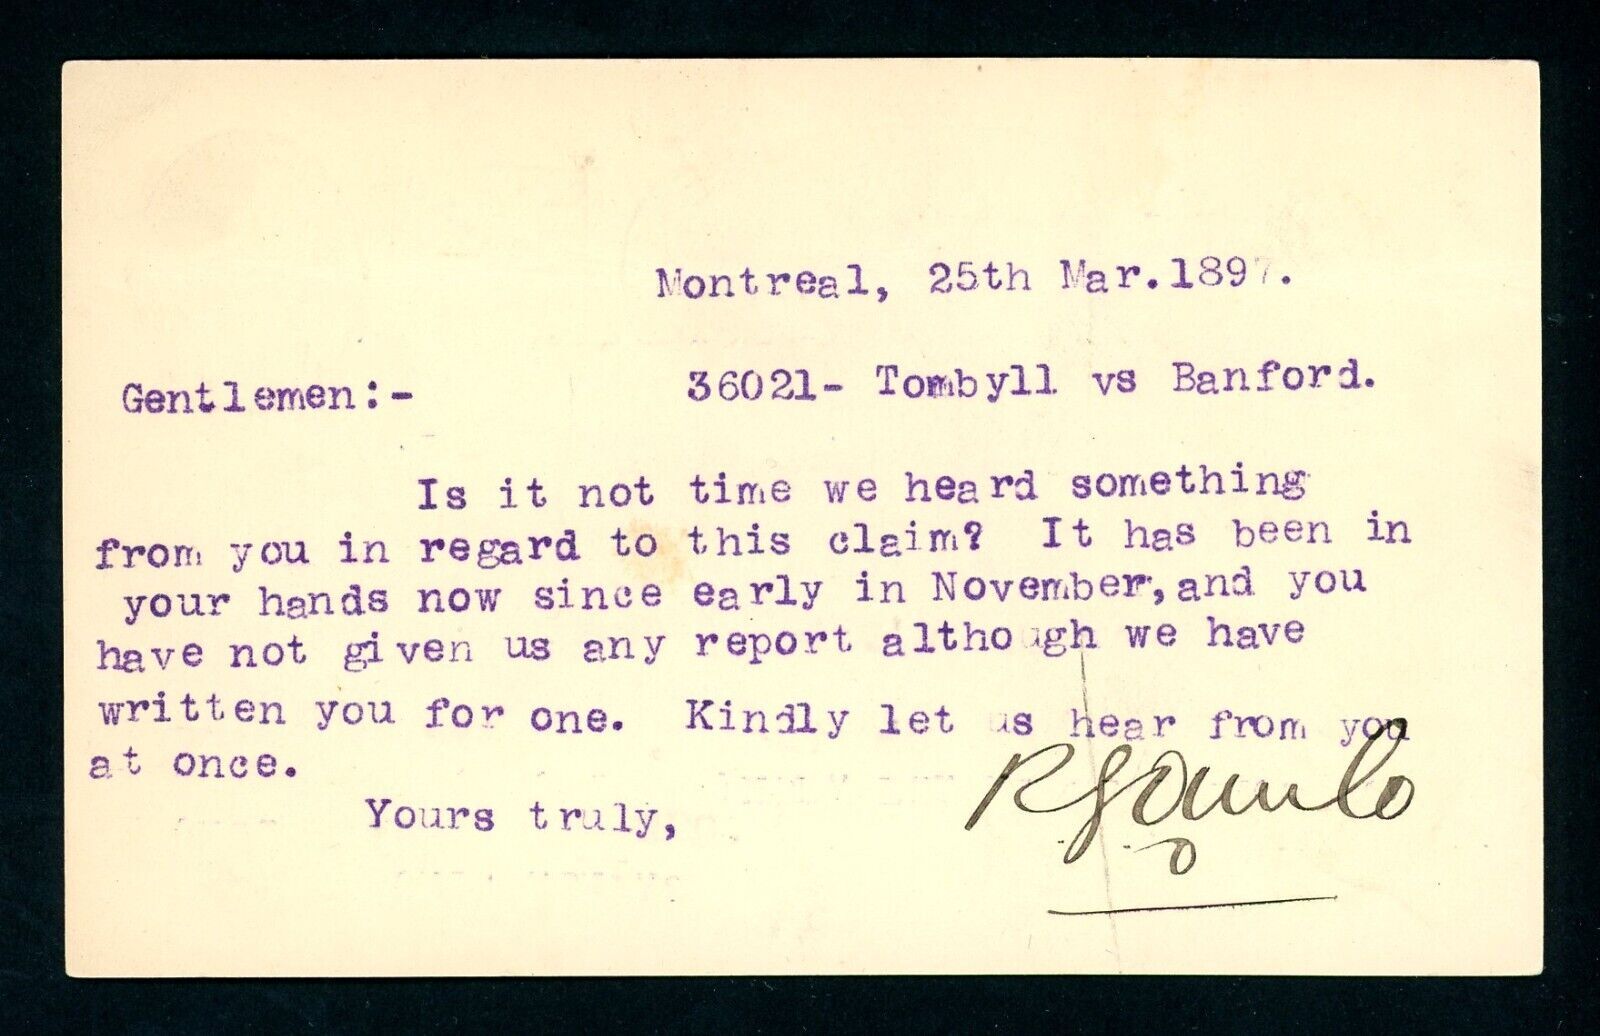 Montreal, 25th Mar.1897.
Gentlemen:- 36021- Tombyll vs Banford.
Is it not time we heard something
from you in regard to this claim? It has been in
your hands now since early in November,and you
have not given us any report although we have
written you for one. Kindly let us hear from you
at once.
Yours truly,